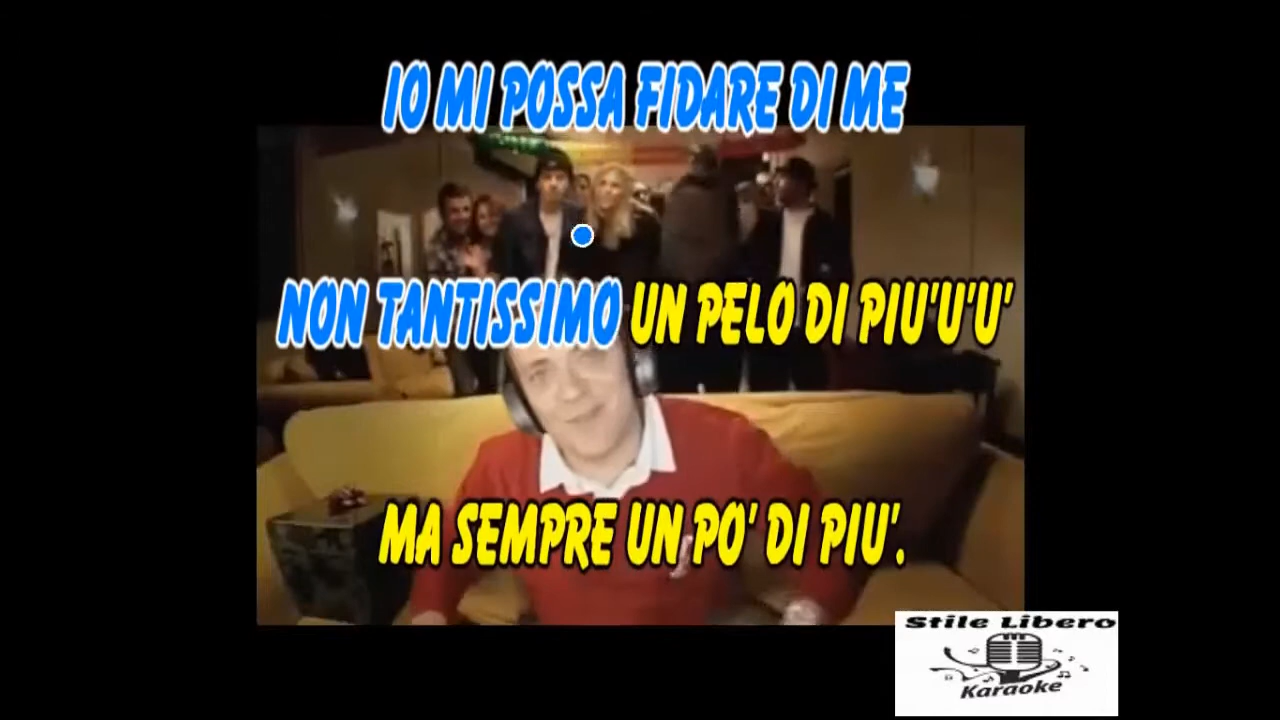 IO MI POSSA FIDARE DI ME
NON TANTISSIMO UN PELO DI PIU'U'U'
MA SEMPRE UN PO' DI PIU'.
Stile Libero
Karaoke